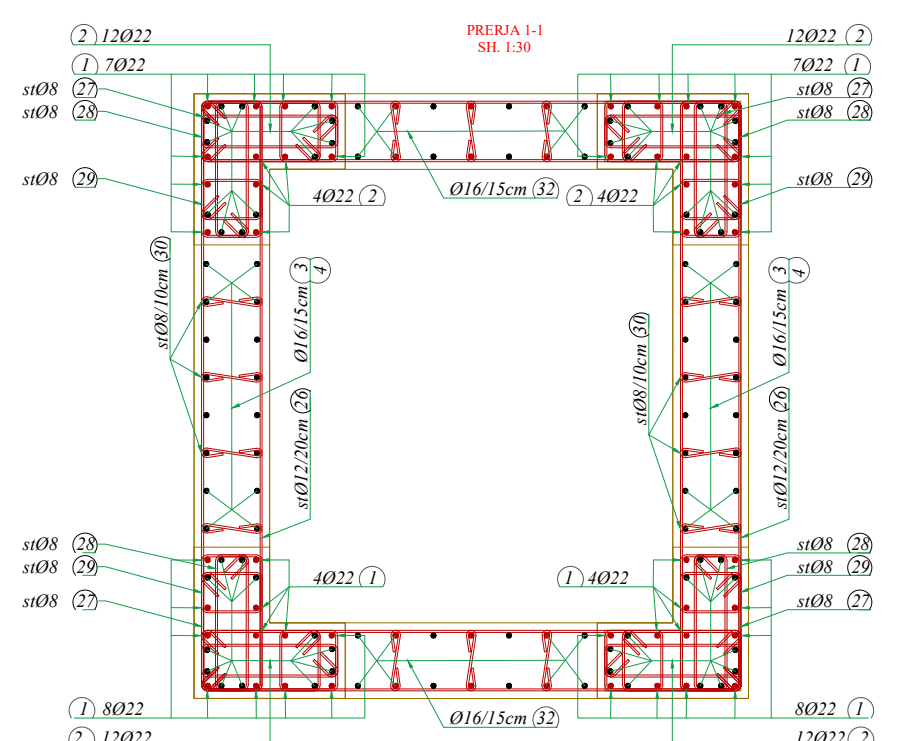 PRERJA 1-1
SH. 1:30
2 12Ø22
12Ø22 2
1 7Ø22
7Ø22 1
stØ8 27
stØ8 27
stØ8 28
stØ8 28
stØ8 29
stØ8 29
4Ø22 2
Ø16/15cm 32
2 4Ø22
stØ8/10cm 30
Ø16/15cm 3 4
stØ12/20cm 26
stØ8/10cm 30
Ø16/15cm 3 4
stØ12/20cm 26
stØ8 28
stØ8 28
stØ8 29
stØ8 29
stØ8 27
stØ8 27
4Ø22 1
1 4Ø22
1 8Ø22
Ø16/15cm 32
8Ø22 1
2 12Ø22
12Ø22 2